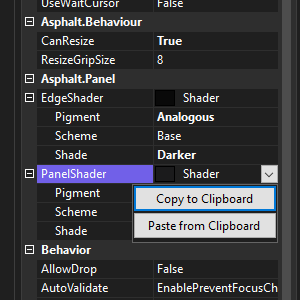 UseWaitCursor False
Asphalt.Behaviour
CanResize True
ResizeGripSize 8
Asphalt.Panel
EdgeShader Shader
Pigment Analogous
Scheme Base
Shade Darker
PanelShader Shader
Pigment Copy to Clipboard
Scheme
Shade Paste from Clipboard
Behavior
AllowDrop False
AutoValidate EnablePreventFocusCh